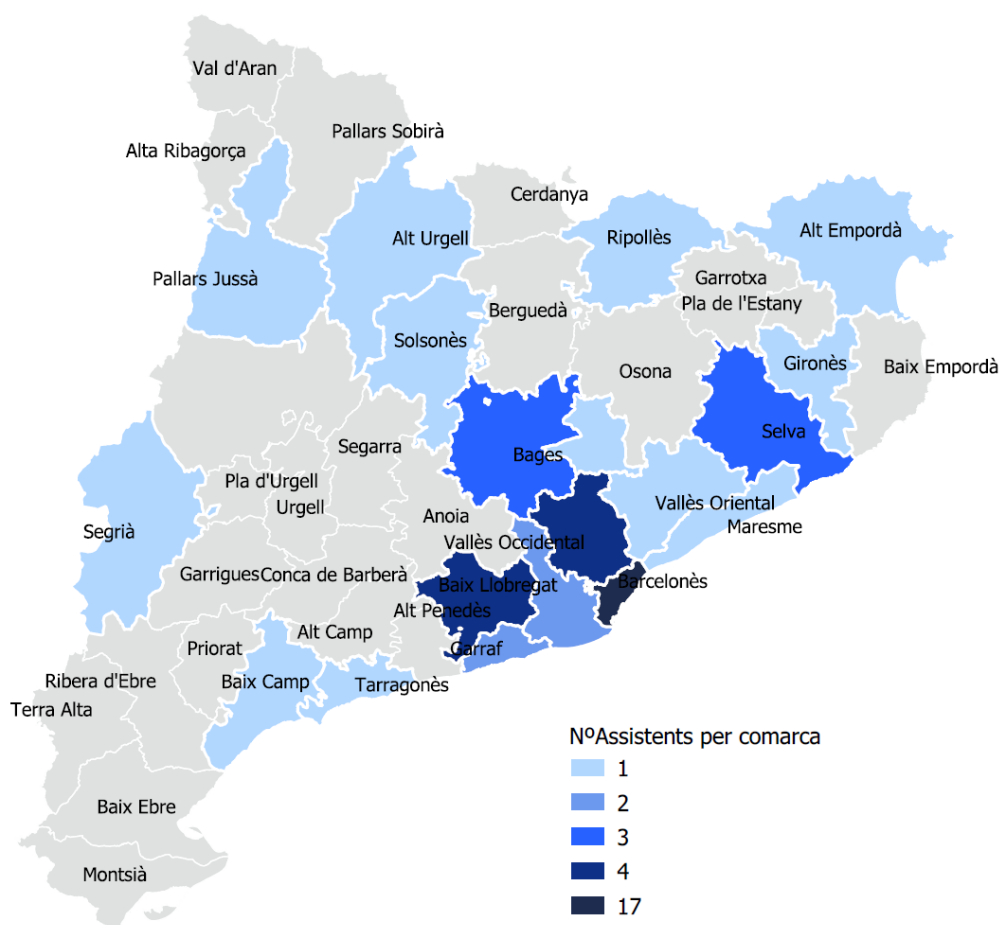 Val d'Aran
Pallars Sobirà
Alta Ribagorça
Cerdanya
Alt Urgell
Ripollès
Alt Empordà
Pallars Jussà
Garrotxa
Pla de l'Estany
Berguedà
Solsonès
Gironès
Baix Empordà
Osona
Selva
Segarra
Bages
Pla d'Urgell
Urgell
Vallès Oriental
Maresme
Segrià
Anoia
Vallès Occidental
Garrigues
Conca de Barberà
Baix Llobregat
Barcelonès
Alt Penedès
Alt Camp
Priorat
Garraf
Ribera d'Ebre
Baix Camp
Tarragonès
Terra Alta
NºAssistents per comarca
1
2
3
4
17
Baix Ebre
Montsià